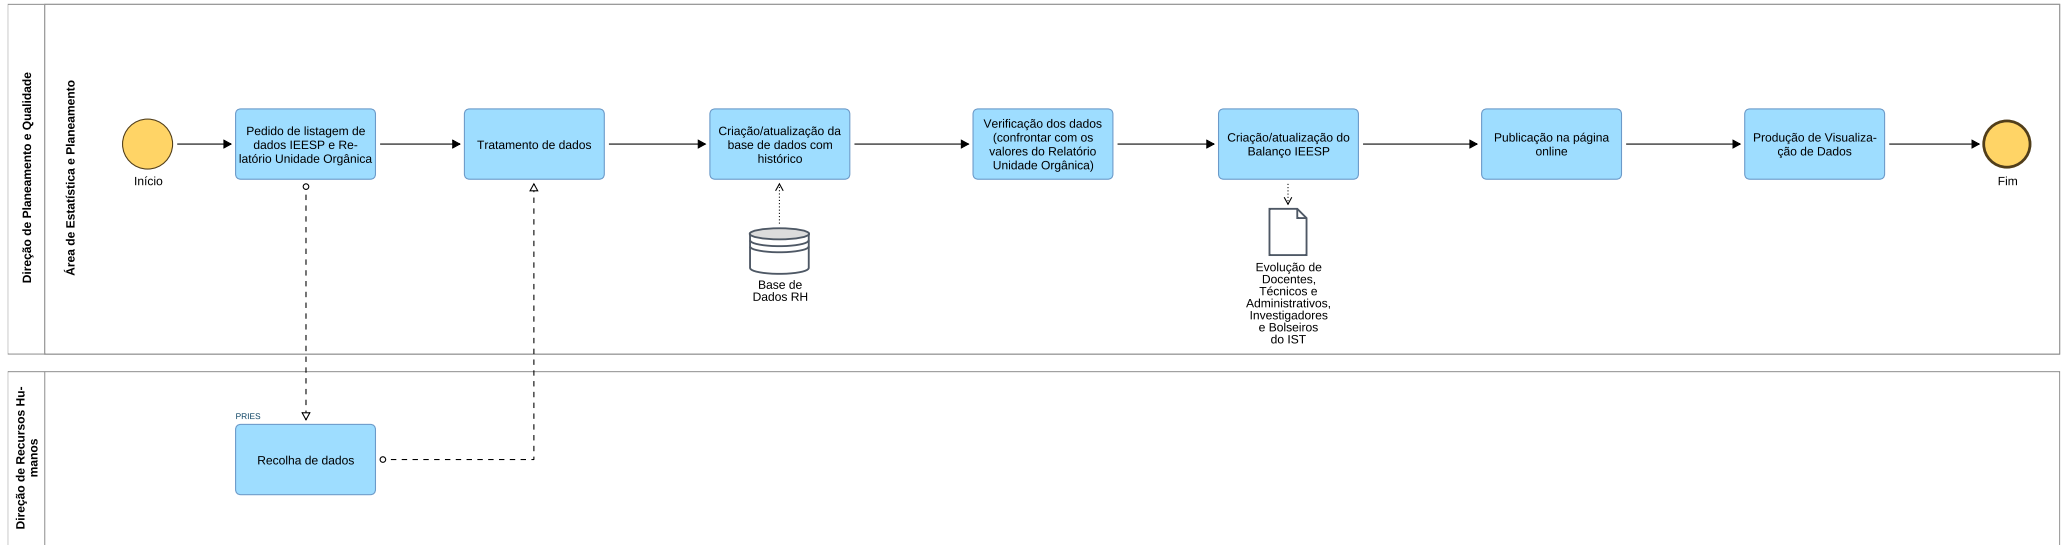 Direção de Planeamento e Qualidade
Área de Estatística e Planeamento
Início
Pedido de listagem de
dados IEESP e Re-
latório Unidade Orgânica
Tratamento de dados
Criação/atualização da
base de dados com
histórico
Verificação dos dados
(confrontar com os
valores do Relatório
Unidade Orgânica)
Criação/atualização do
Balanço IEESP
Publicação na página
online
Produção de Visualiza-
ção de Dados
Fim
Base de
Dados RH
Evolução de
Docentes,
Técnicos e
Administrativos,
Investigadores
e Bolseiros
do IST
Direção de Recursos Hu-
manos
PRIES
Recolha de dados